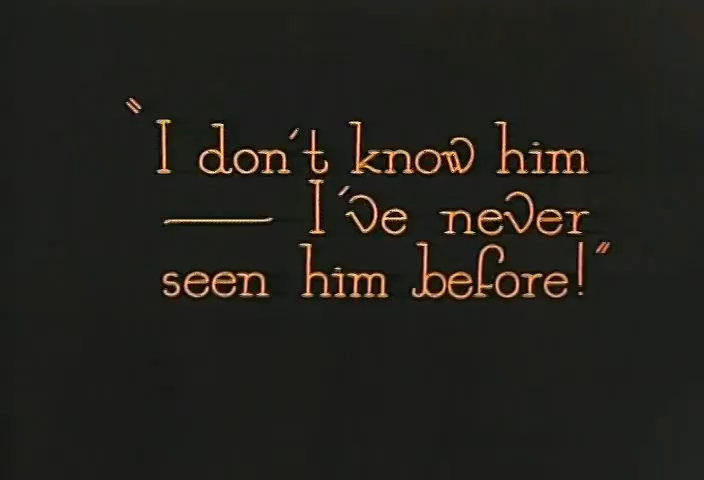 "I don't know him
— I've never
seen him before!"